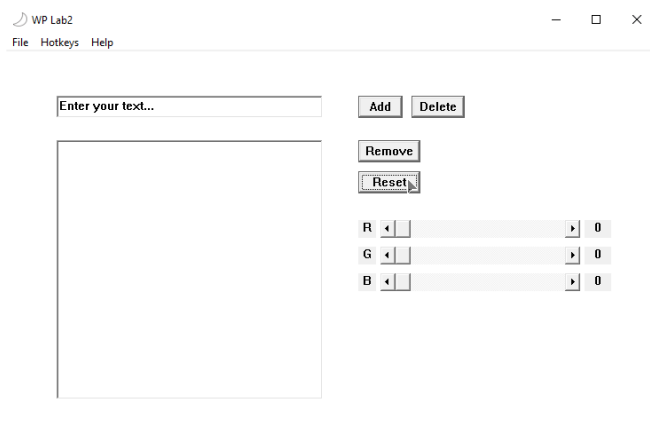 WP Lab2
File Hotkeys Help
Enter your text... Add Delete
Remove
Reset
R 0
G 0
B 0